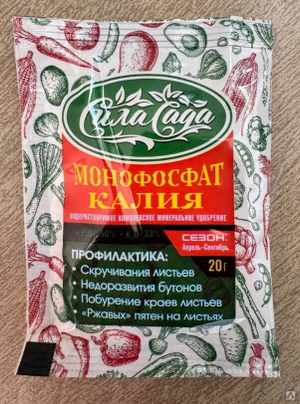 Сила Сада
МОНОФОСФАТ
КАЛИЯ
ВОДОРАСТВОРИМОЕ КОМПЛЕКСНОЕ МИНЕРАЛЬНОЕ УДОБРЕНИЕ
СЕЗОН:
Апрель-Сентябрь
20 г
ПРОФИЛАКТИКА:
• Скручивания листьев
• Недоразвития бутонов
• Побурение краев листьев
• «Ржавых» пятен на листьях